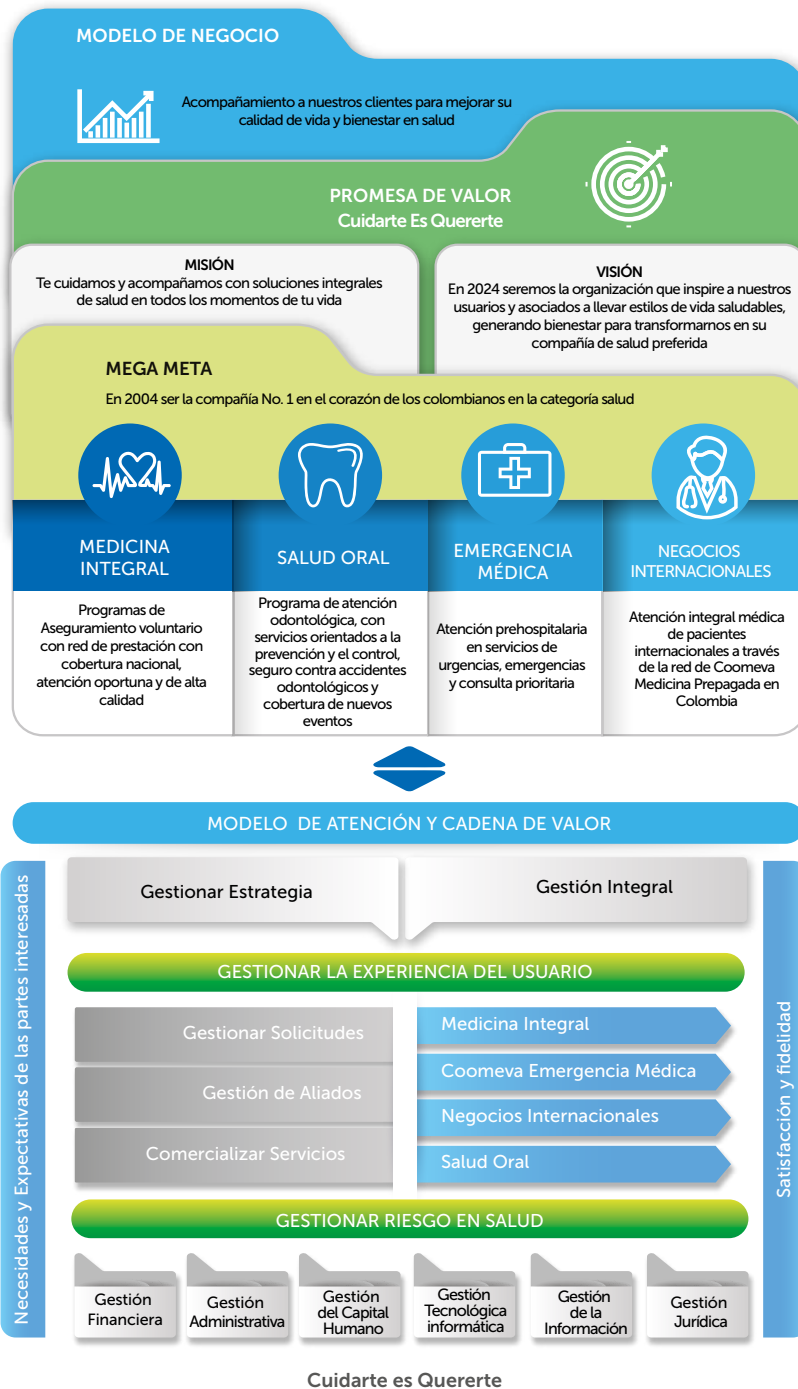 MODELO DE NEGOCIO
Acompañamiento a nuestros clientes para mejorar su
calidad de vida y bienestar en salud
PROMESA DE VALOR
Cuidarte Es Quererte
MISIÓN
Te cuidamos y acompañamos con soluciones integrales
de salud en todos los momentos de tu vida
VISIÓN
En 2024 seremos la organización que inspire a nuestros
usuarios y asociados a llevar estilos de vida saludables,
generando bienestar para transformarnos en su
compañía de salud preferida
MEGA META
En 2004 ser la compañía No. 1 en el corazón de los colombianos en la categoría salud
MEDICINA
INTEGRAL
Programas de
Aseguramiento voluntario
con red de prestación con
cobertura nacional,
atención oportuna y de alta
calidad
SALUD ORAL
Programa de atención
odontológica, con
servicios orientados a la
prevención y el control,
seguro contra accidentes
odontológicos y
cobertura de nuevos
eventos
EMERGENCIA
MÉDICA
Atención prehospitalaria
en servicios de
urgencias, emergencias
y consulta prioritaria
NEGOCIOS
INTERNACIONALES
Atención integral médica
de pacientes
internacionales a través
de la red de Coomeva
Medicina Prepagada en
Colombia
MODELO DE ATENCIÓN Y CADENA DE VALOR
Necesidades y Expectativas de las partes interesadas
Gestionar Estrategia
Gestión Integral
GESTIONAR LA EXPERIENCIA DEL USUARIO
Gestionar Solicitudes
Gestión de Aliados
Comercializar Servicios
Medicina Integral
Coomeva Emergencia Médica
Negocios Internacionales
Salud Oral
Satisfacción y fidelidad
GESTIONAR RIESGO EN SALUD
Gestión
Financiera
Gestión
Administrativa
Gestión
del Capital
Humano
Gestión
Tecnológica
informática
Gestión
de la
Información
Gestión
Jurídica
Cuidarte es Quererte